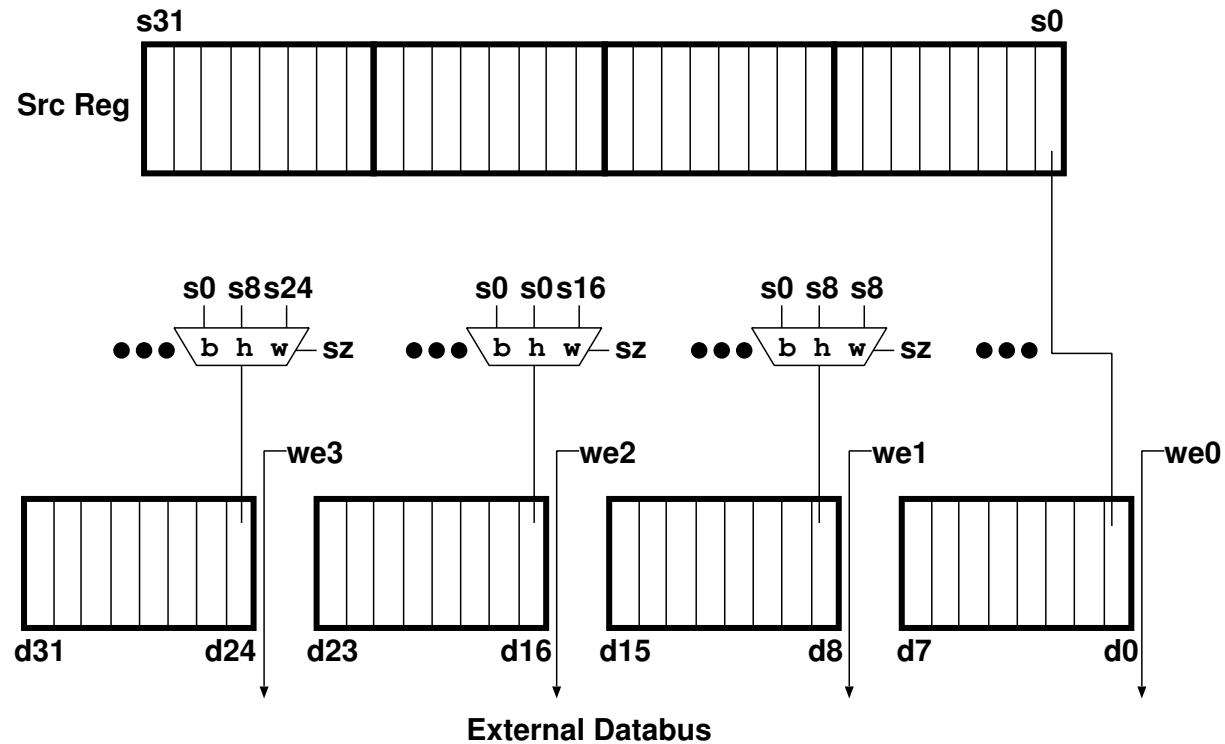 s31 s0
Src Reg
s0 s8 s24 s0 s0 s16 s0 s8 s8
b h w sz b h w sz b h w sz
we3 we2 we1 we0
d31 d24 d23 d16 d15 d8 d7 d0
External Databus